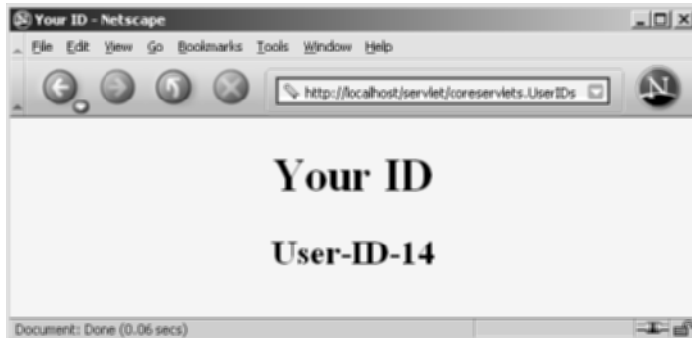 Your ID - Netscape
File Edit View Go Bookmarks Tools Window Help
http://localhost/servlet/coreservlets.UserIDs
N
Your ID
User-ID-14
Document: Done (0.06 secs)